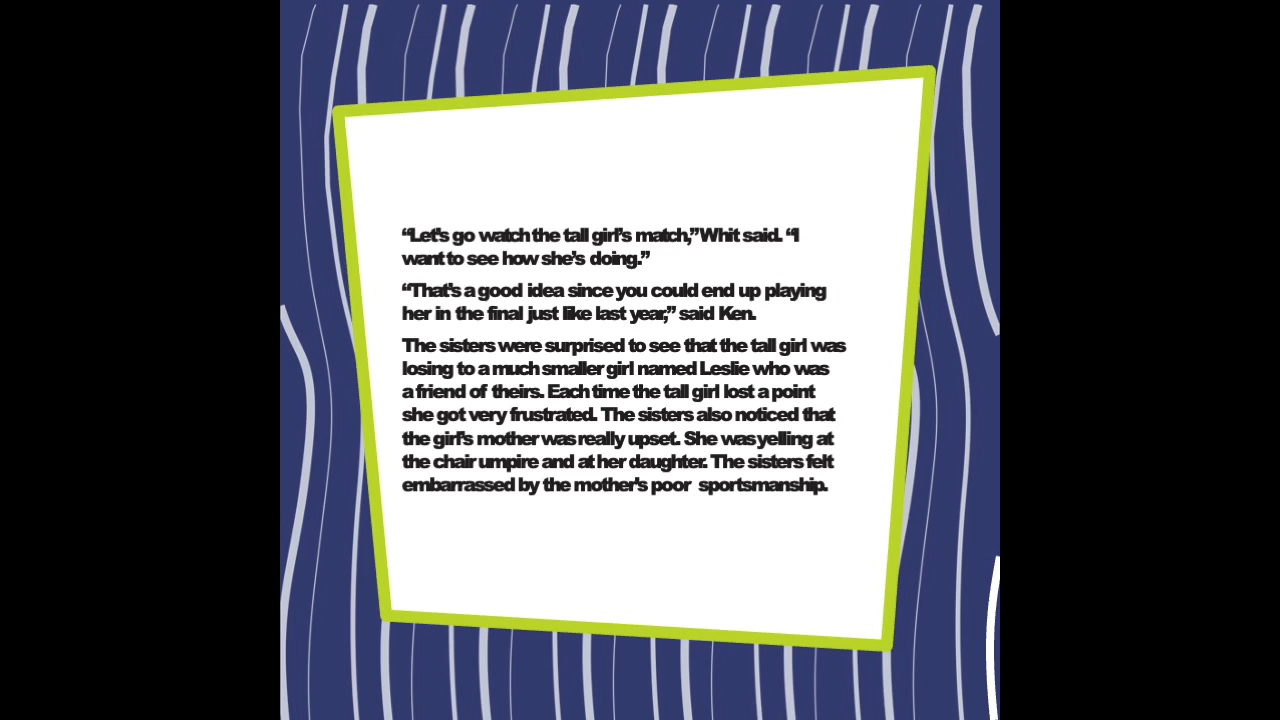 “Let’s go watch the tall girl’s match,” Whit said. “I
want to see how she’s doing.”
“That’s a good idea since you could end up playing
her in the final just like last year,” said Ken.
The sisters were surprised to see that the tall girl was
losing to a much smaller girl named Leslie who was
a friend of theirs. Each time the tall girl lost a point
she got very frustrated. The sisters also noticed that
the girl’s mother was really upset. She was yelling at
the chair umpire and at her daughter. The sisters felt
embarrassed by the mother’s poor sportsmanship.